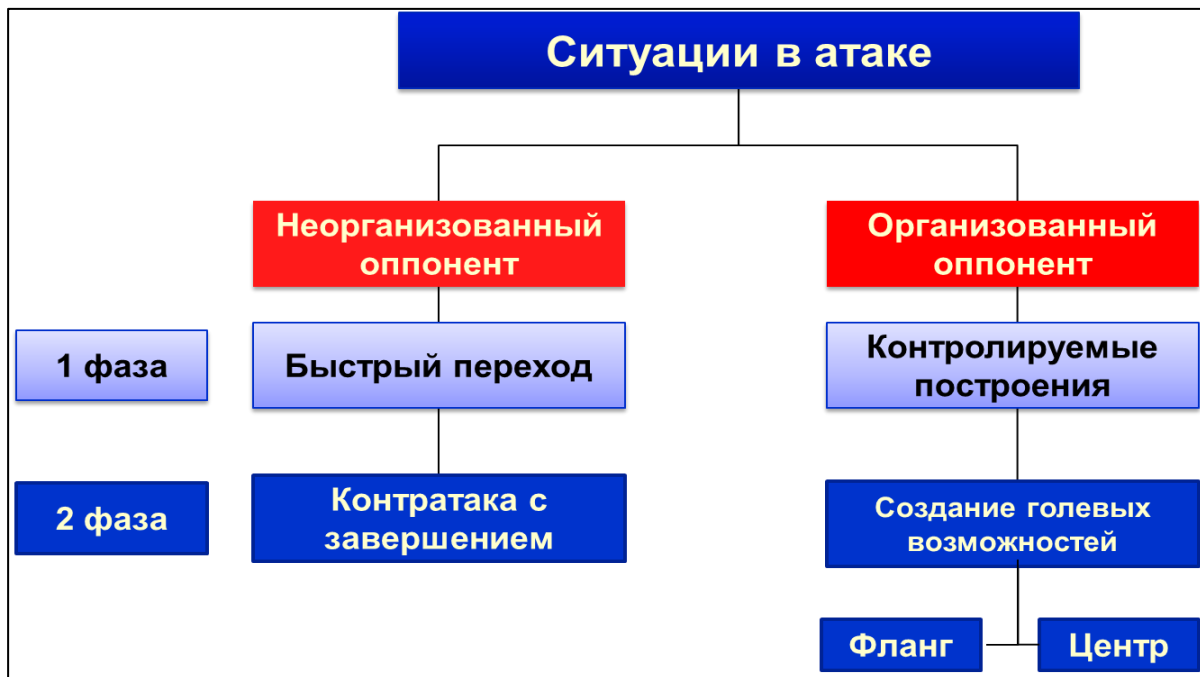 Ситуации в атаке
Неорганизованный
оппонент
Организованный
оппонент
1 фаза
Быстрый переход
Контролируемые
построения
2 фаза
Контратака с
завершением
Создание голевых
возможностей
Фланг
Центр